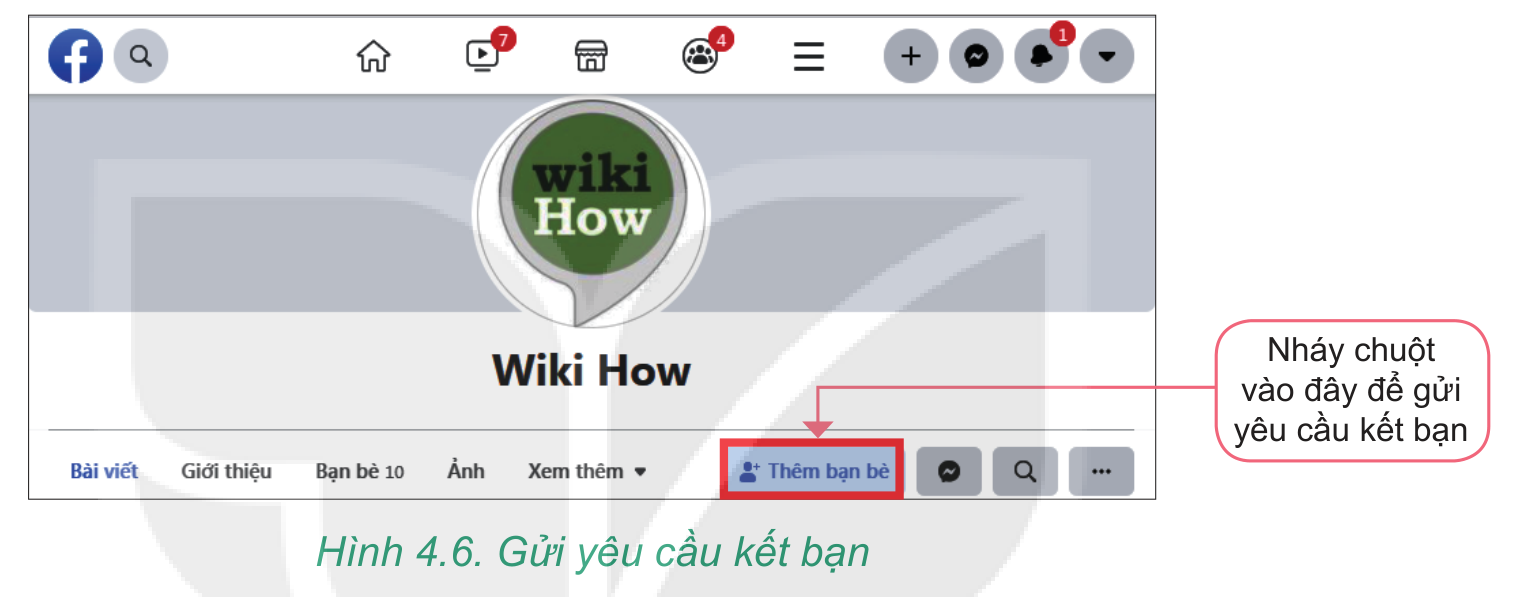 7
4
1
wiki
How
Wiki How
Nháy chuột
vào đây để gửi
yêu cầu kết bạn
Bài viết Giới thiệu Bạn bè 10 Ảnh Xem thêm Thêm bạn bè
Hình 4.6. Gửi yêu cầu kết bạn